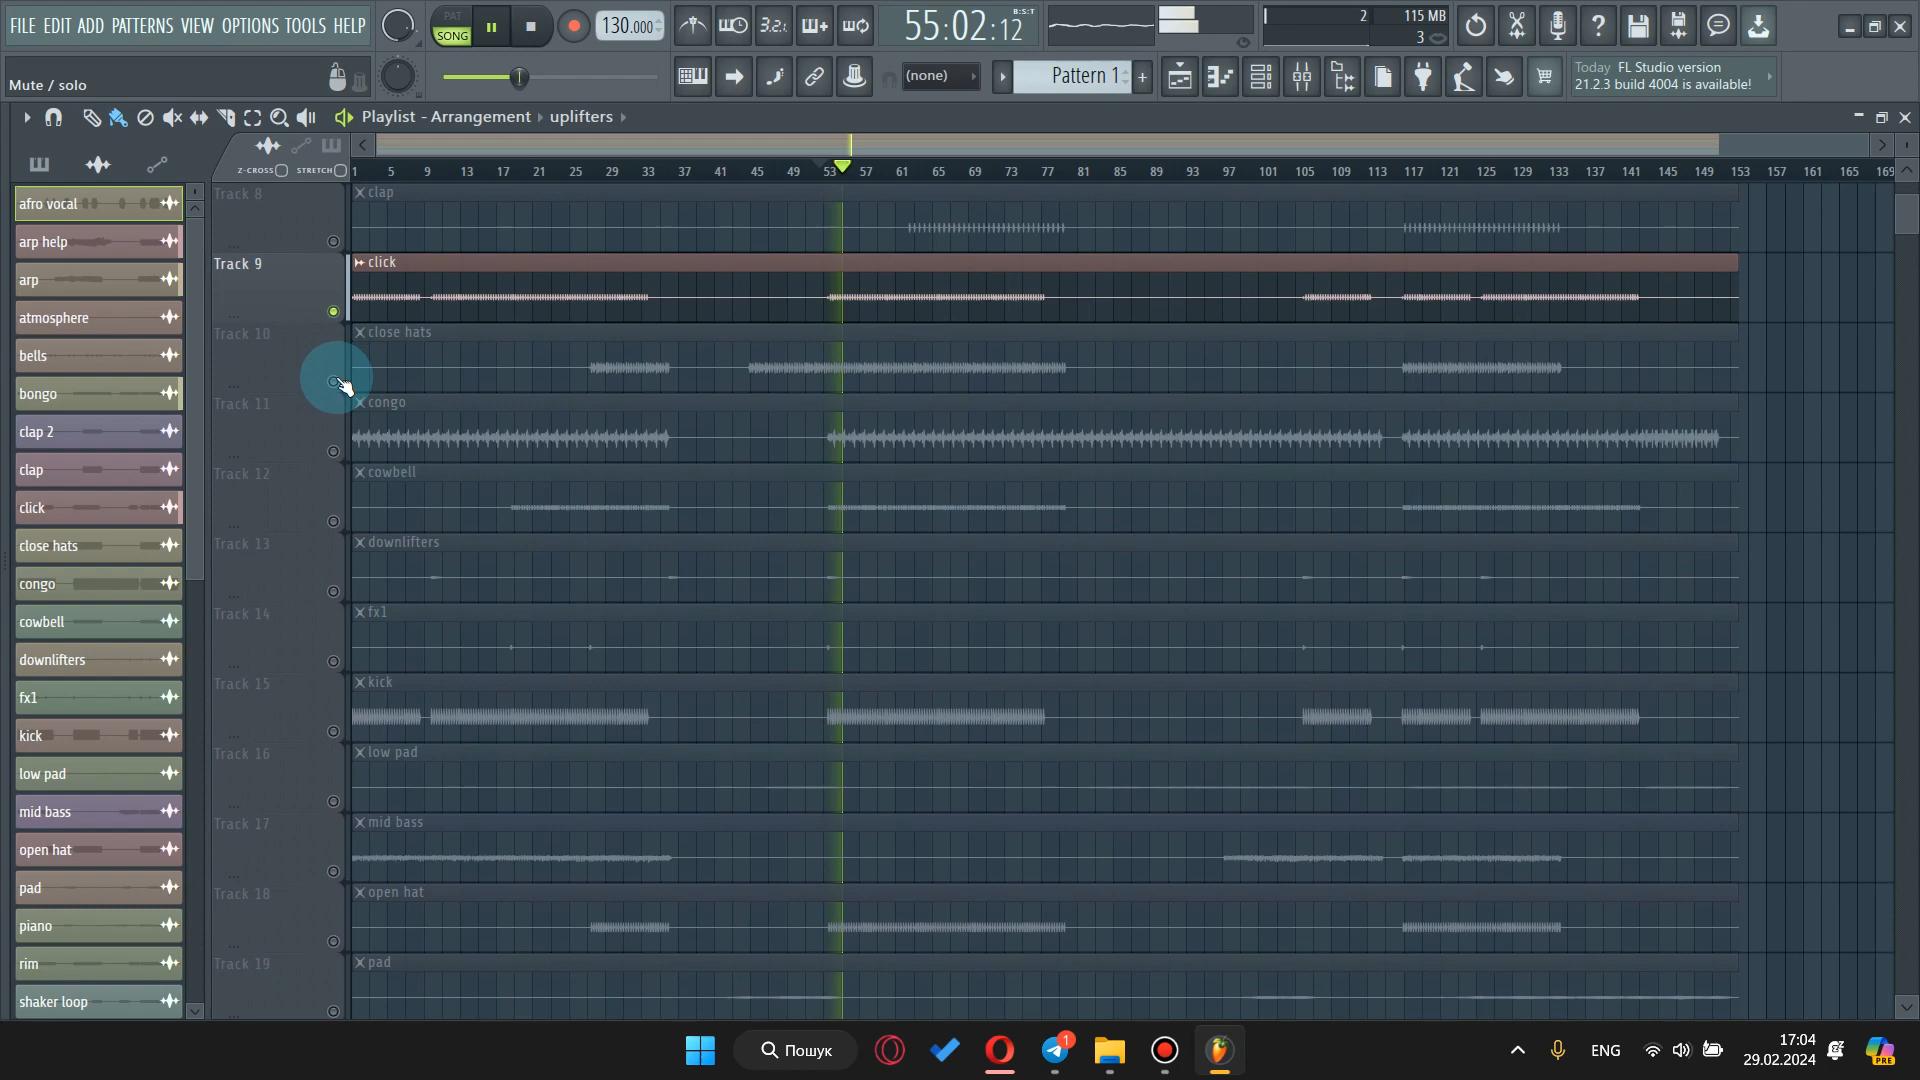 FILE EDIT ADD PATTERNS VIEW OPTIONS TOOLS HELP
PAT
SONG
130.000
3.2.1
55:02:12
B:S:T
2
115 MB
3
Mute / solo
(none)
Pattern 1
Today FL Studio version
21.2.3 build 4004 is available!
Playlist - Arrangement
uplifters
Z-CROSS
STRETCH
1 5 9 13 17 21 25 29 33 37 41 45 49 53 57 61 65 69 73 77 81 85 89 93 97 101 105 109 113 117 121 125 129 133 137 141 145 149 153 157 161 165 169
afro vocal
arp help
arp
atmosphere
bells
bongo
clap 2
clap
click
close hats
congo
cowbell
downlifters
fx1
kick
low pad
mid bass
open hat
pad
piano
rim
shaker loop
Track 8
clap
Track 9
click
Track 10
close hats
Track 11
congo
Track 12
cowbell
Track 13
downlifters
Track 14
fx1
Track 15
kick
Track 16
low pad
Track 17
mid bass
Track 18
open hat
Track 19
pad
Пошук
1
ENG
17:04
29.02.2024
PRE